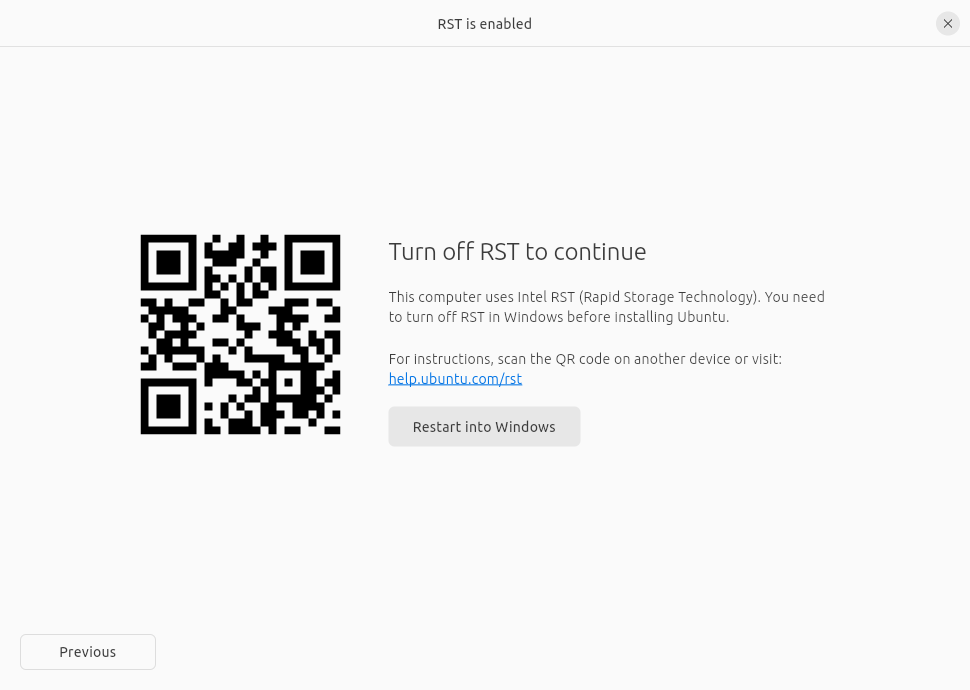 RST is enabled
Turn off RST to continue
This computer uses Intel RST (Rapid Storage Technology). You need
to turn off RST in Windows before installing Ubuntu.
For instructions, scan the QR code on another device or visit:
help.ubuntu.com/rst
Restart into Windows
Previous